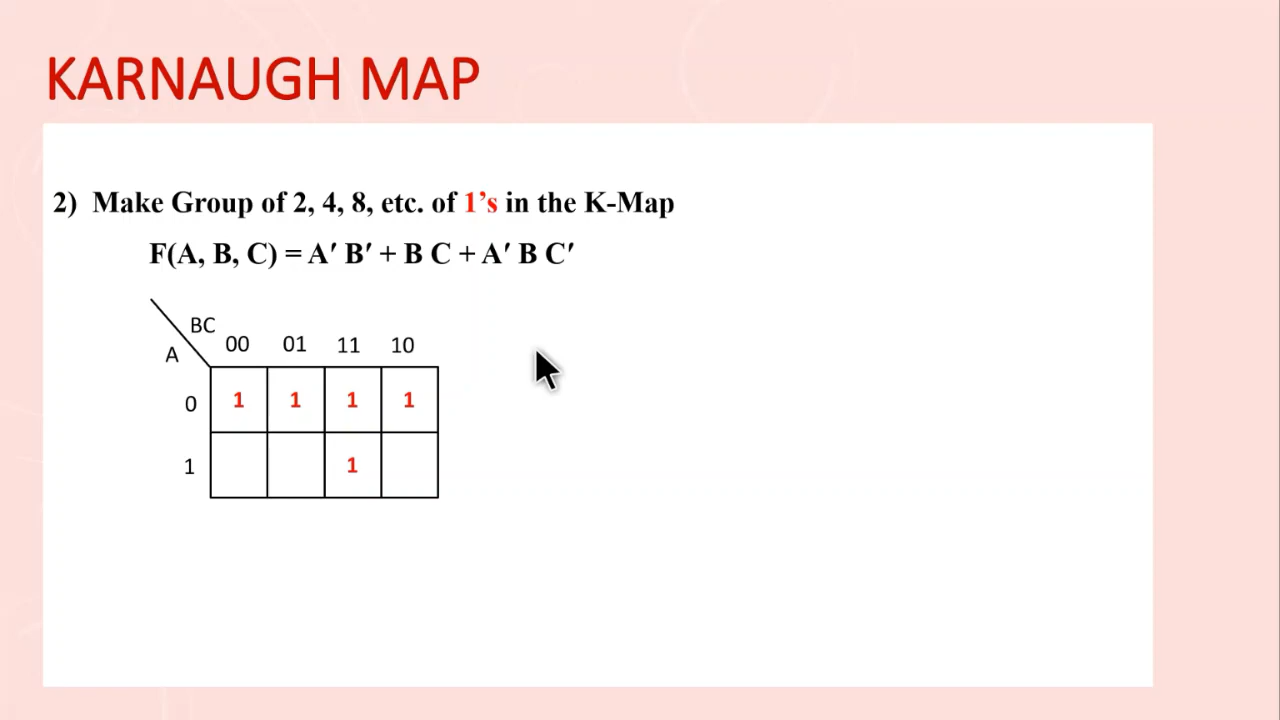 KARNAUGH MAP
2) Make Group of 2, 4, 8, etc. of 1’s in the K-Map
F(A, B, C) = A′ B′ + B C + A′ B C′
BC
A
00 01 11 10
0 1 1 1 1
1 1